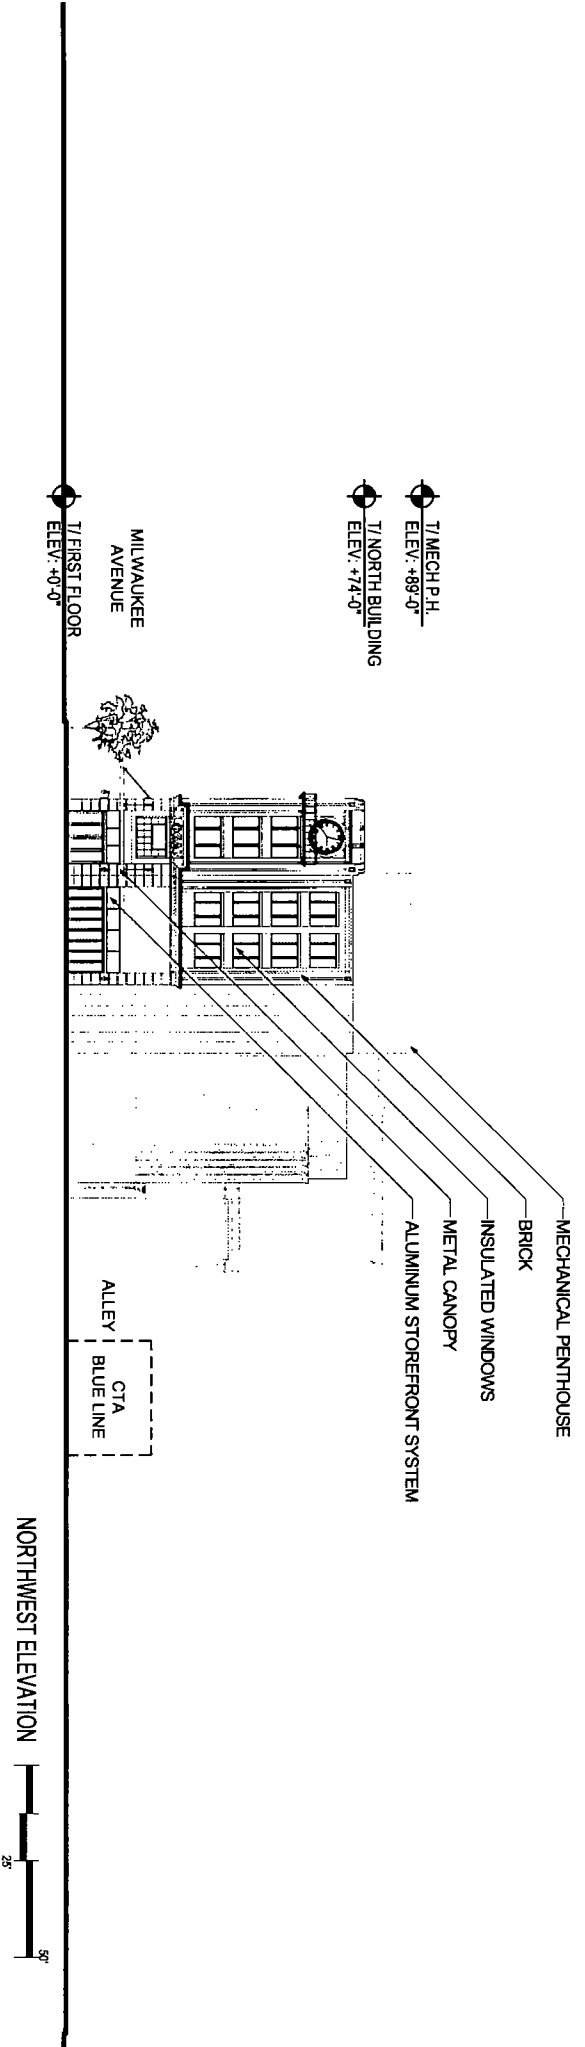 MECHANICAL PENTHOUSE
BRICK
INSULATED WINDOWS
METAL CANOPY
ALUMINUM STOREFRONT SYSTEM
T/ MECH P.H.
ELEV: +89'-0"
T/ NORTH BUILDING
ELEV: +74'-0"
MILWAUKEE
AVENUE
T/ FIRST FLOOR
ELEV: +0'-0"
ALLEY
CTA
BLUE LINE
NORTHWEST ELEVATION
25'
50'